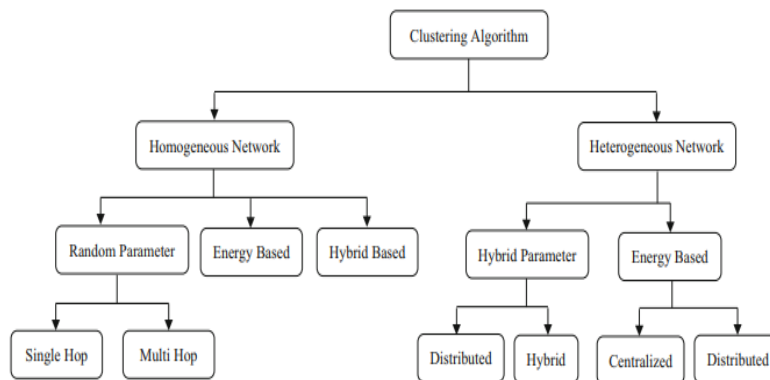 Clustering Algorithm
Homogeneous Network
Heterogeneous Network
Random Parameter
Energy Based
Hybrid Based
Hybrid Parameter
Energy Based
Single Hop
Multi Hop
Distributed
Hybrid
Centralized
Distributed